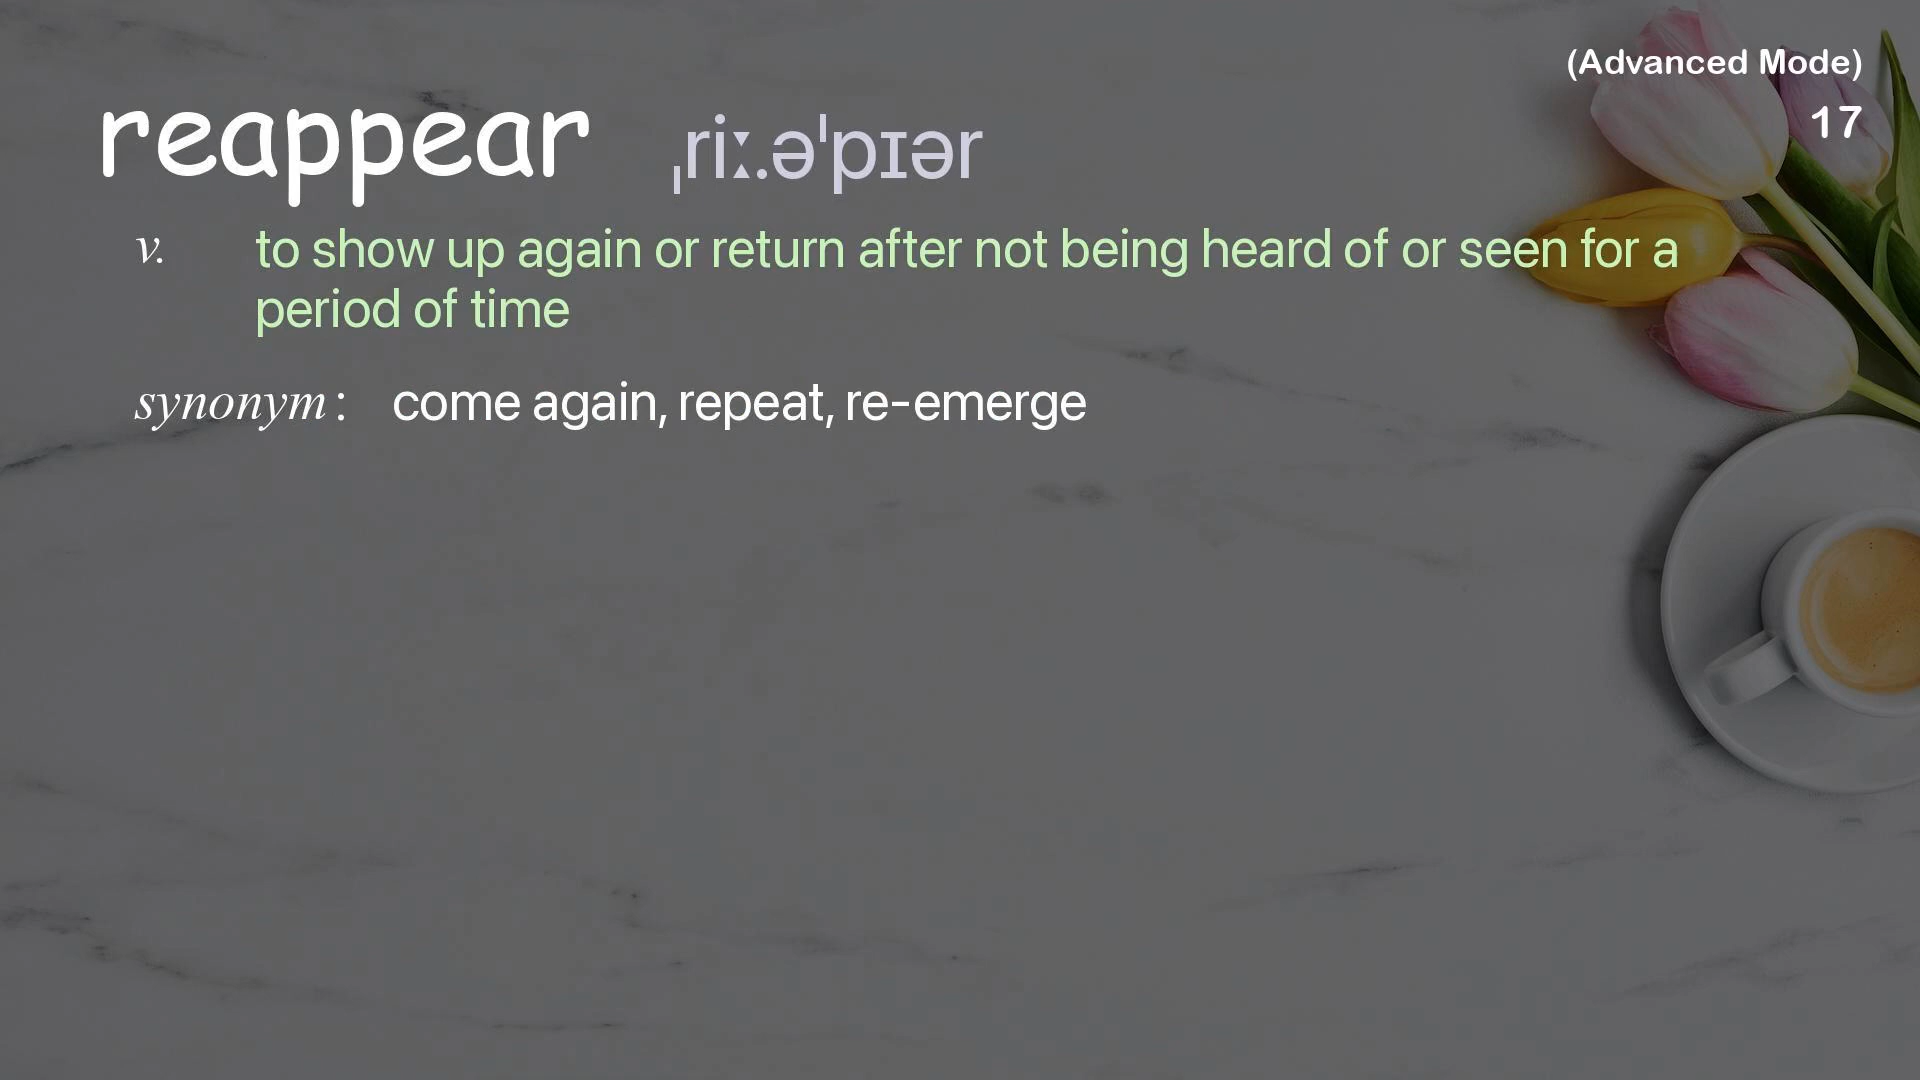 (Advanced Mode)
17
reappear ˌriː.əˈpɪər
v. to show up again or return after not being heard of or seen for a
period of time
synonym : come again, repeat, re-emerge